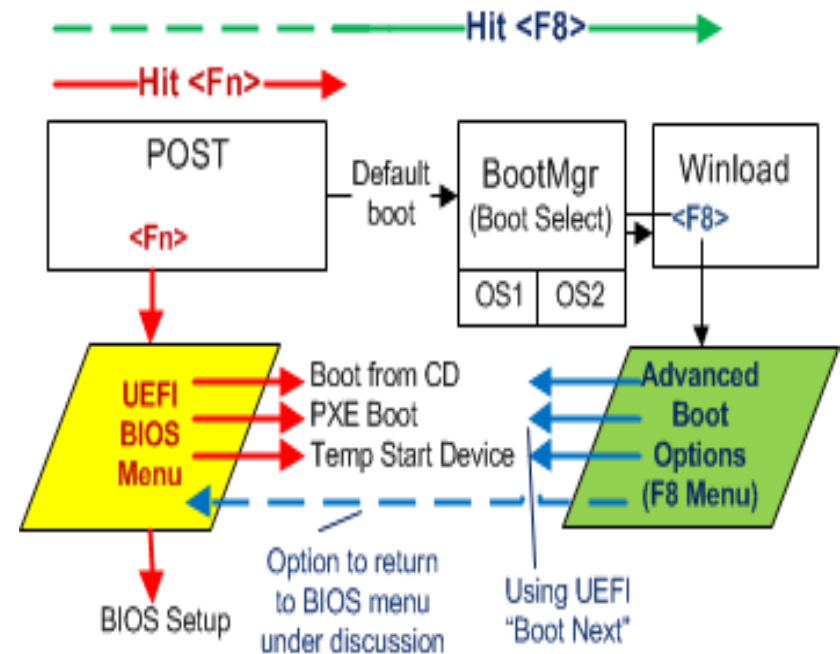 Hit <F8>
Hit <Fn>
POST
<Fn>
Default
boot
BootMgr
(Boot Select)
OS1
OS2
Winload
<F8>
UEFI
BIOS
Menu
Boot from CD
PXE Boot
Temp Start Device
Advanced
Boot
Options
(F8 Menu)
BIOS Setup
Option to return
to BIOS menu
under discussion
Using UEFI
“Boot Next”